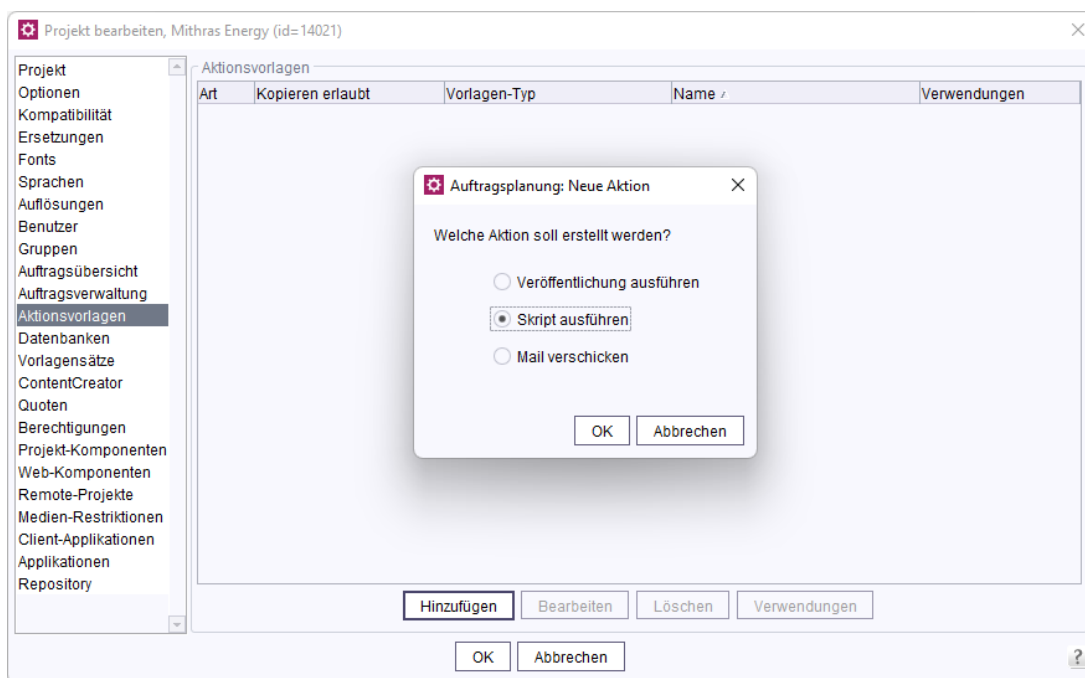 Projekt bearbeiten, Mithras Energy (id=14021)
Projekt
Optionen
Kompatibilität
Ersetzungen
Fonts
Sprachen
Auflösungen
Benutzer
Gruppen
Auftragsübersicht
Auftragsverwaltung
Aktionsvorlagen
Datenbanken
Vorlagensätze
ContentCreator
Quoten
Berechtigungen
Projekt-Komponenten
Web-Komponenten
Remote-Projekte
Medien-Restriktionen
Client-Applikationen
Applikationen
Repository
Aktionsvorlagen
Art Kopieren erlaubt Vorlagen-Typ Name Verwendungen
Auftragsplanung: Neue Aktion
Welche Aktion soll erstellt werden?
Veröffentlichung ausführen
Skript ausführen
Mail verschicken
OK Abbrechen
Hinzufügen Bearbeiten Löschen Verwendungen
OK Abbrechen
?